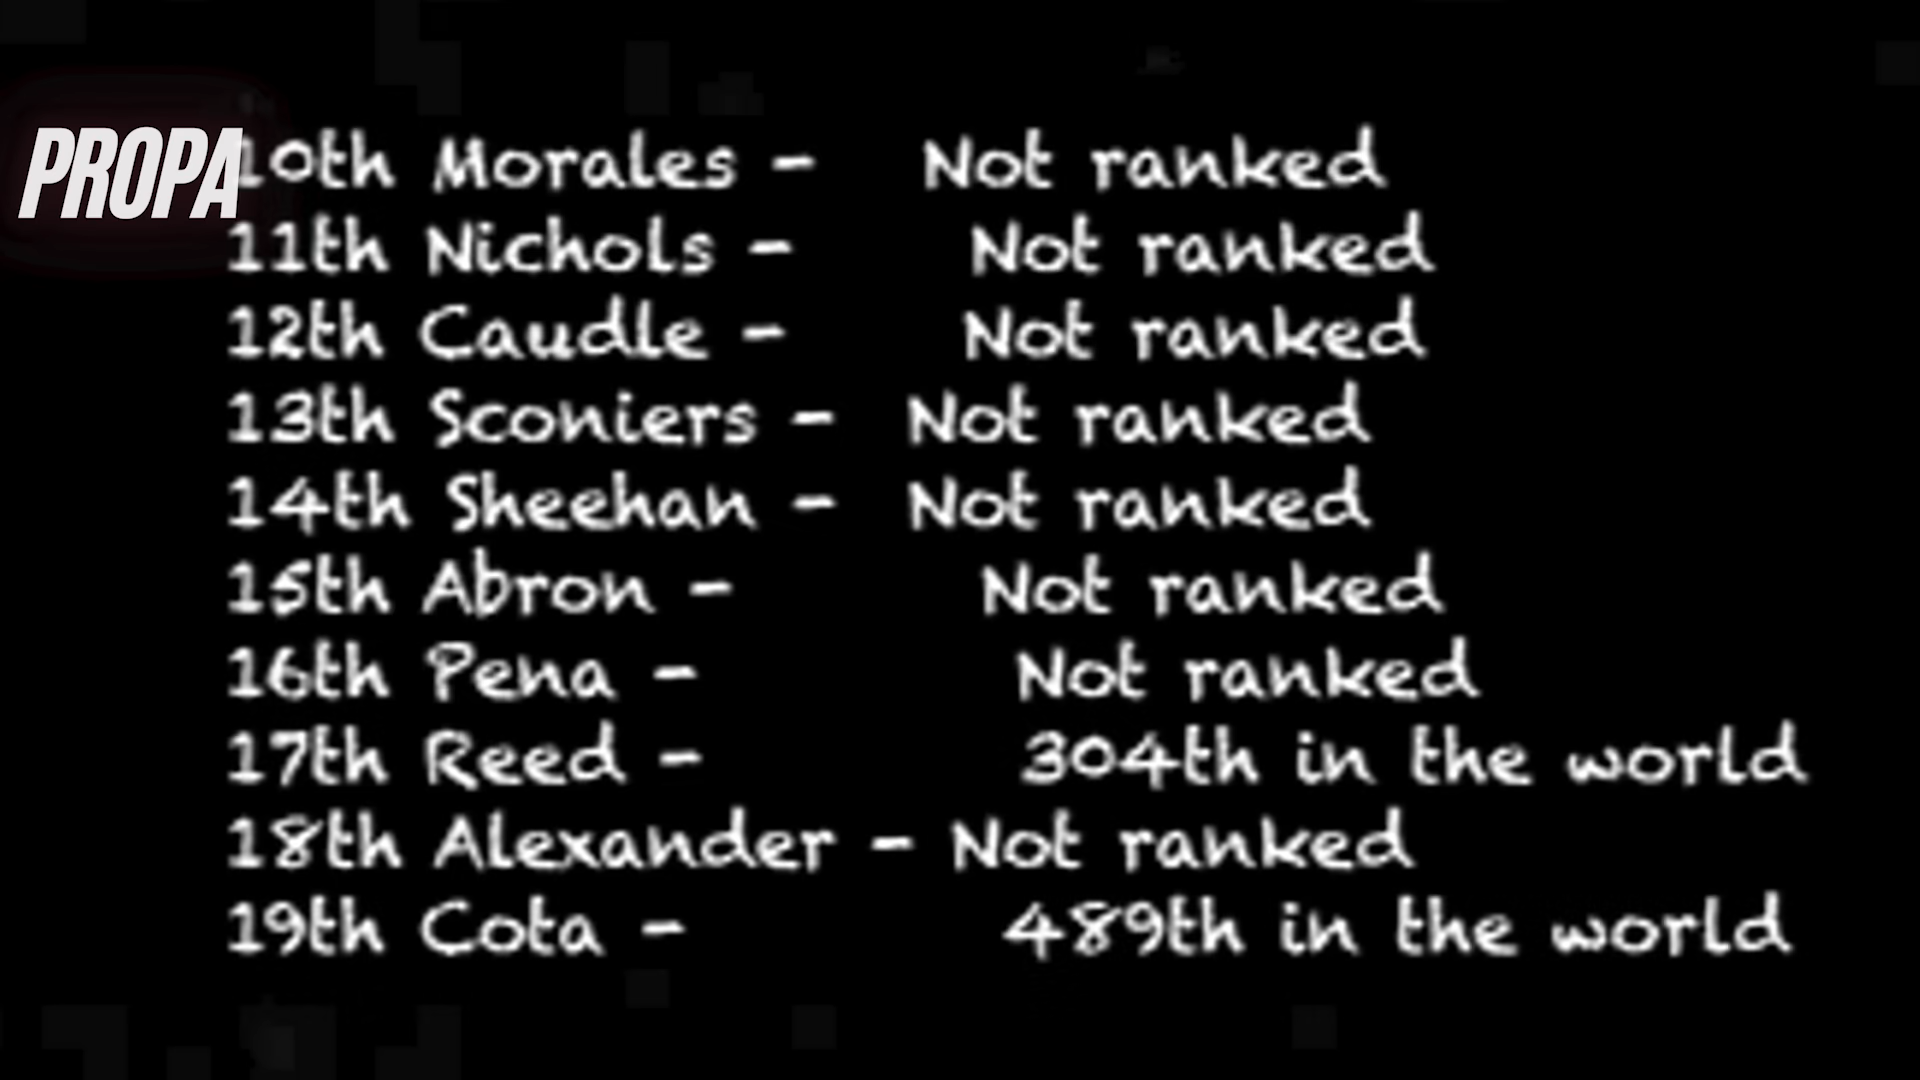 PROPA
10th Morales - Not ranked
11th Nichols - Not ranked
12th Caudle - Not ranked
13th Sconiers - Not ranked
14th Sheehan - Not ranked
15th Abron - Not ranked
16th Pena - Not ranked
17th Reed - 304th in the world
18th Alexander - Not ranked
19th Cota - 489th in the world